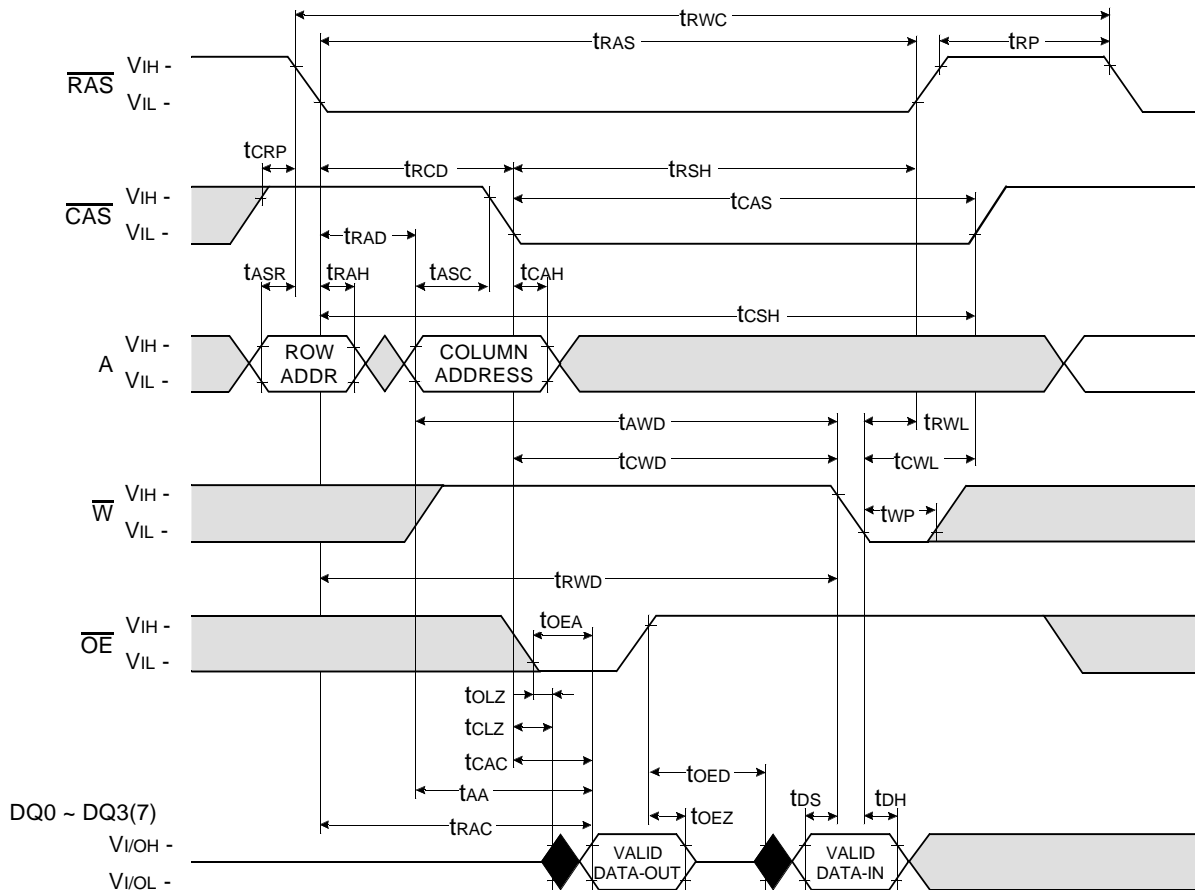 tRWC
tRAS
tRP
VIH -
RAS
VIL -
tCRP
tRCD
tRSH
VIH -
CAS
VIL -
tCAS
tRAD
tASR
tRAH
tASC
tCAH
tCSH
VIH -
A
VIL -
ROW
ADDR
COLUMN
ADDRESS
tAWD
tRWL
tCWD
tCWL
VIH -
W
VIL -
tWP
tRWD
VIH -
OE
VIL -
tOEA
tOLZ
tCLZ
tCAC
tOED
tAA
tOEZ
tDS
tDH
DQ0 ~ DQ3(7)
tRAC
VI/OH -
VI/OL -
VALID
DATA-OUT
VALID
DATA-IN